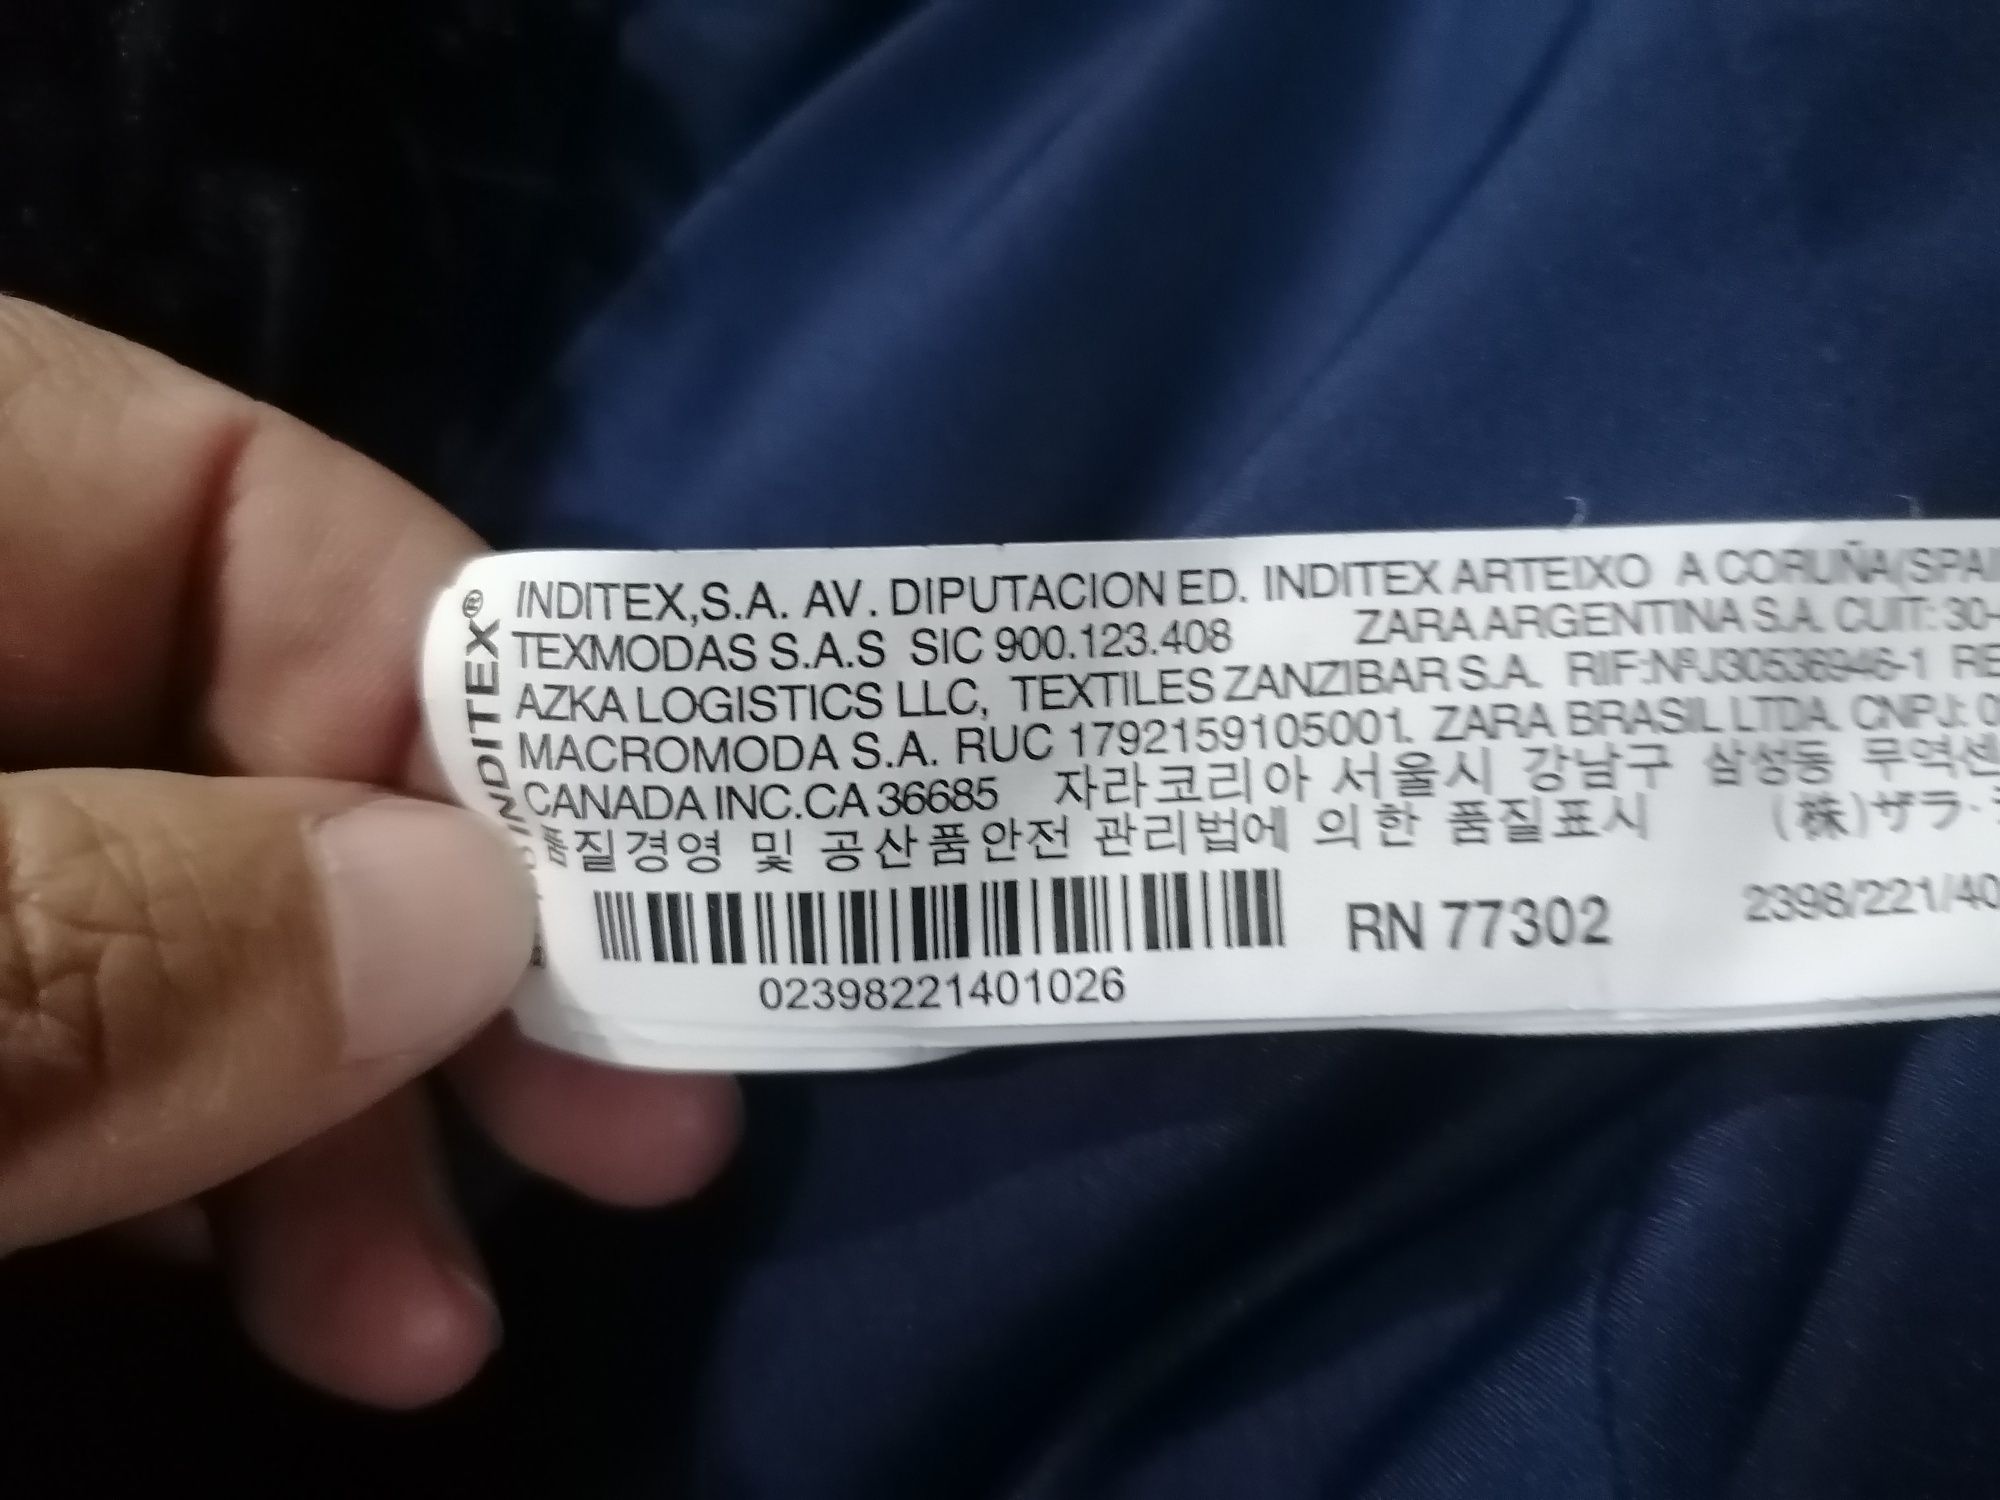 INDITEX®
INDITEX,S.A. AV. DIPUTACION ED. INDITEX ARTEIXO A CORUÑA (SPAI
TEXMODAS S.A.S SIC 900.123.408 ZARA ARGENTINA S.A. CUIT: 30-
AZKA LOGISTICS LLC, TEXTILES ZANZIBAR S.A. RIF:NºJ30536946-1 RE
MACROMODA S.A. RUC 1792159105001. ZARA BRASIL LTDA. CNPJ: 0
CANADA INC.CA 36685 자라코리아 서울시 강남구 삼성동 무역센
품질경영 및 공산품안전 관리법에 의한 품질표시 (株)ザラ・
02398221401026
RN 77302
2398/221/40